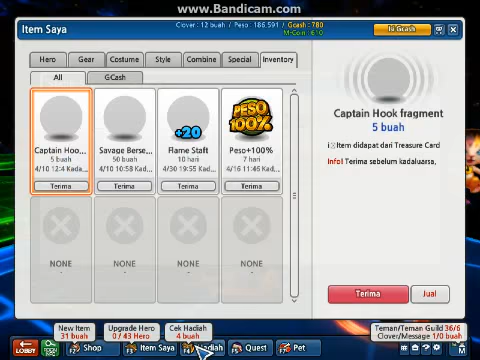 www.Bandicam.com
Item Saya
Clover : 12 buah / Peso : 186,591 / Gcash : 780
M-Coin : 610
Isi Gcash
Hero
Gear
Costume
Style
Combine
Special
Inventory
All
GCash
Captain Hoo,,,
5 buah
4/10 12:4 Kada,,,
Terima
Savage Berse,,,
50 buah
4/10 10:58 Kada,,,
Terima
+20
Flame Staff
10 hari
4/30 19:55 Kada,,,
Terima
PESO 100%
Peso+100%
7 hari
4/16 11:46 Kada,,,
Terima
NONE
-
NONE
-
NONE
-
NONE
-
Captain Hook fragment
5 buah
Item didapat dari Treasure Card
Info! Terima sebelum kadaluarsa,
Terima
Jual
New Item
31 buah
Upgrade Hero
0 / 43 Hero
Cek Hadiah
4 buah
Teman/Teman Guild 36/6
Clover/Message 1/0 buah
LOBBY
Shop
Item Saya
Hadiah
Quest
Pet